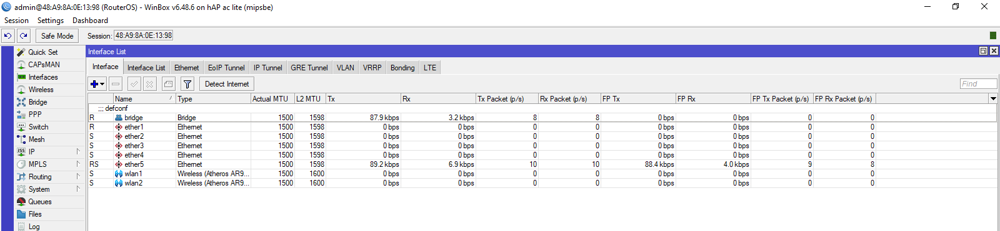 admin@48:A9:8A:0E:13:98 (RouterOS) - WinBox v6.48.6 on hAP ac lite (mipsbe)
Session Settings Dashboard
Safe Mode Session: 48:A9:8A:0E:13:98
Quick Set
CAPsMAN
Interfaces
Wireless
Bridge
PPP
Switch
Mesh
IP
MPLS
Routing
System
Queues
Files
Log
Interface List
Interface Interface List Ethernet EoIP Tunnel IP Tunnel GRE Tunnel VLAN VRRP Bonding LTE
Detect Internet Find
Name Type Actual MTU L2 MTU Tx Rx Tx Packet (p/s) Rx Packet (p/s) FP Tx FP Rx FP Tx Packet (p/s) FP Rx Packet (p/s)
;;; defconf
R bridge Bridge 1500 1598 87.9 kbps 3.2 kbps 8 8 0 bps 0 bps 0 0
R ether1 Ethernet 1500 1598 0 bps 0 bps 0 0 0 bps 0 bps 0 0
S ether2 Ethernet 1500 1598 0 bps 0 bps 0 0 0 bps 0 bps 0 0
S ether3 Ethernet 1500 1598 0 bps 0 bps 0 0 0 bps 0 bps 0 0
S ether4 Ethernet 1500 1598 0 bps 0 bps 0 0 0 bps 0 bps 0 0
RS ether5 Ethernet 1500 1598 89.2 kbps 6.9 kbps 10 10 88.4 kbps 4.0 kbps 9 8
S wlan1 Wireless (Atheros AR9... 1500 1600 0 bps 0 bps 0 0 0 bps 0 bps 0 0
S wlan2 Wireless (Atheros AR9... 1500 1600 0 bps 0 bps 0 0 0 bps 0 bps 0 0